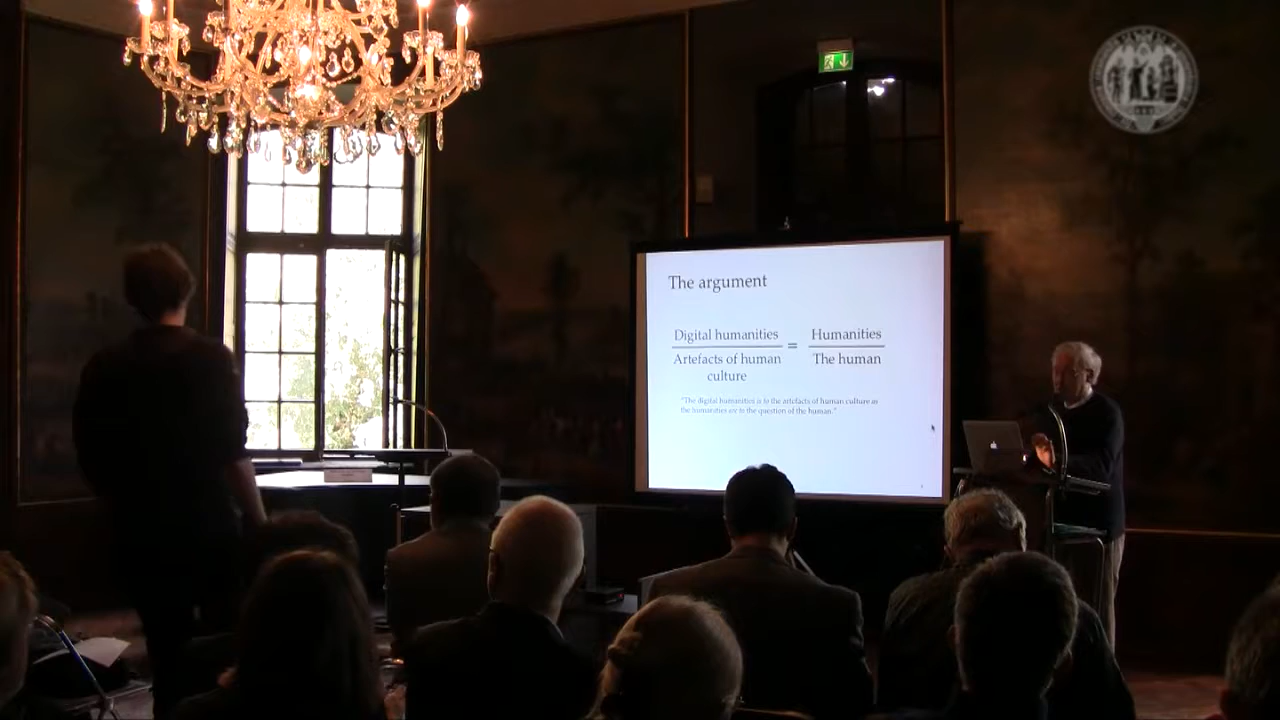 The argument
Digital humanities
Artefacts of human
culture
=
Humanities
The human
"The digital humanities is to the artefacts of human culture as
the humanities are to the question of the human."